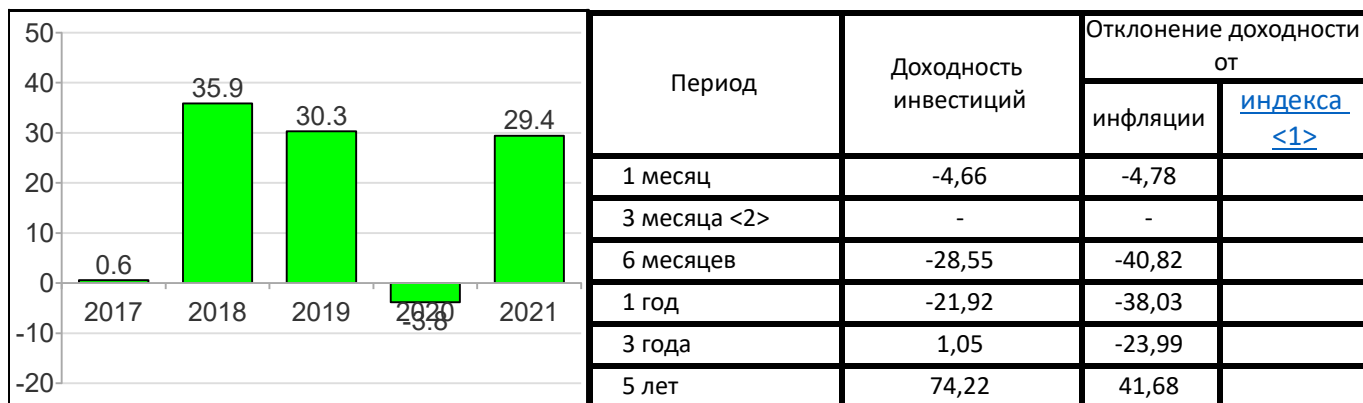 50
40
30
20
10
0
-10
-20
0.6
35.9
30.3
-3.8
29.4
2017 2018 2019 2020 2021
Период
Доходность
инвестиций
Отклонение доходности
от
инфляции
индекса
<1>
1 месяц -4,66 -4,78
3 месяца <2> - -
6 месяцев -28,55 -40,82
1 год -21,92 -38,03
3 года 1,05 -23,99
5 лет 74,22 41,68